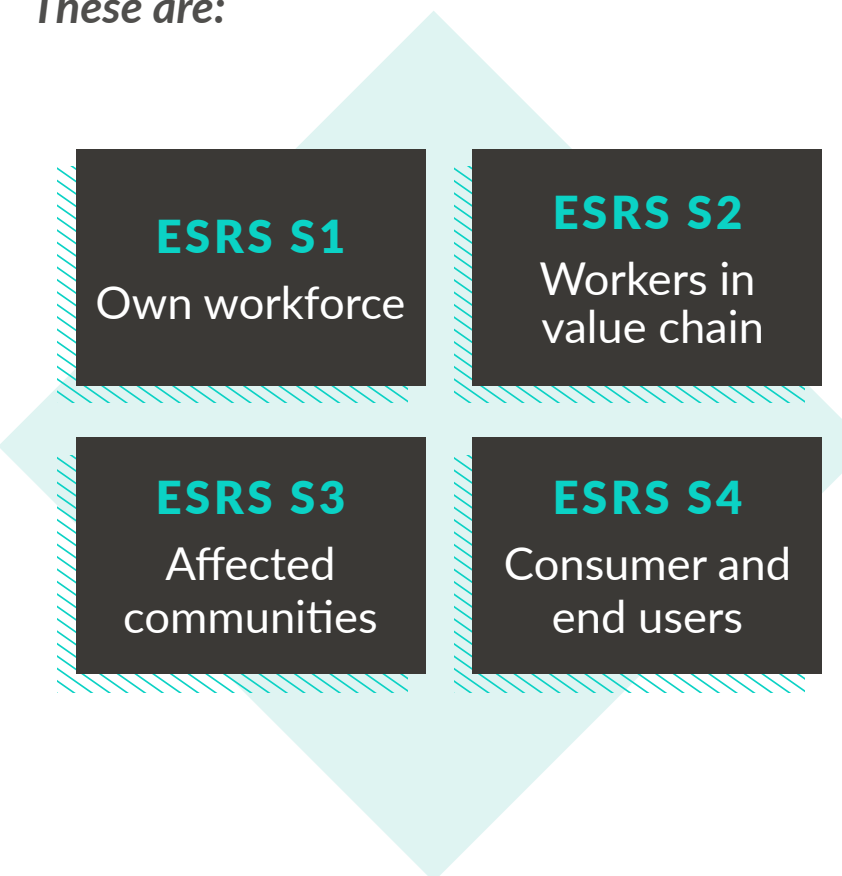 These are:
ESRS S1
Own workforce
ESRS S2
Workers in
value chain
ESRS S3
Affected
communities
ESRS S4
Consumer and
end users